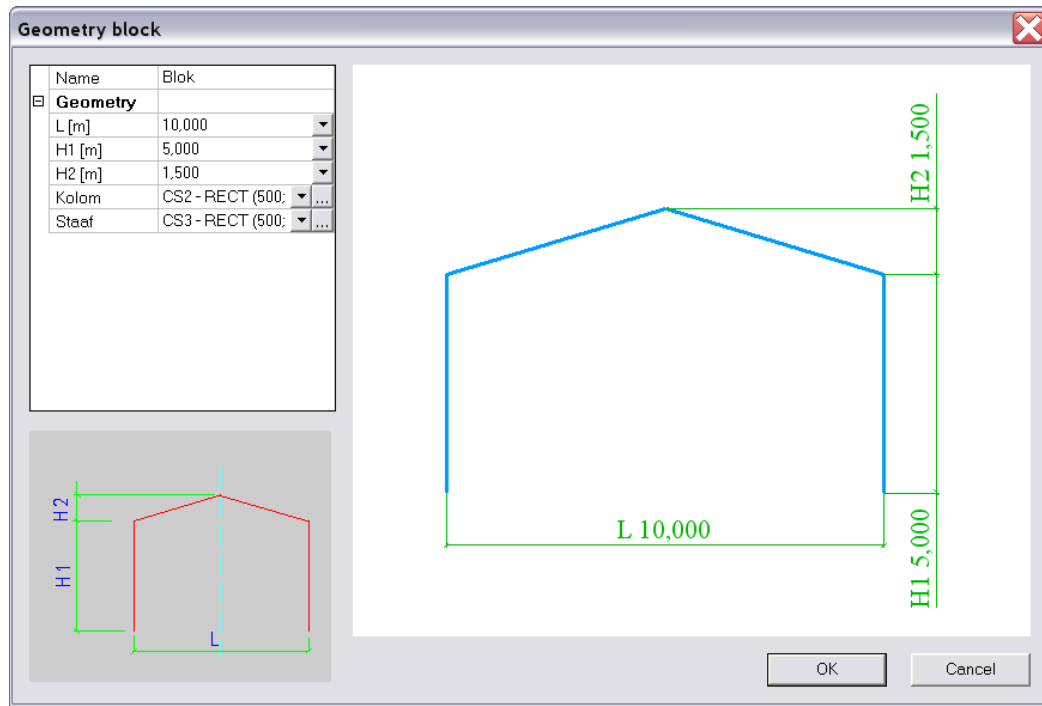 Geometry block
Name Blok
Geometry
L [m] 10,000
H1 [m] 5,000
H2 [m] 1,500
Kolom CS2 - RECT (500; ...
Staaf CS3 - RECT (500; ...
H2 1,500
L 10,000
H1 5,000
H2
H1
L
OK Cancel